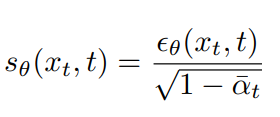 s_θ(x_t, t) = ϵ_θ(x_t, t) / √(1 − ᾱ_t)